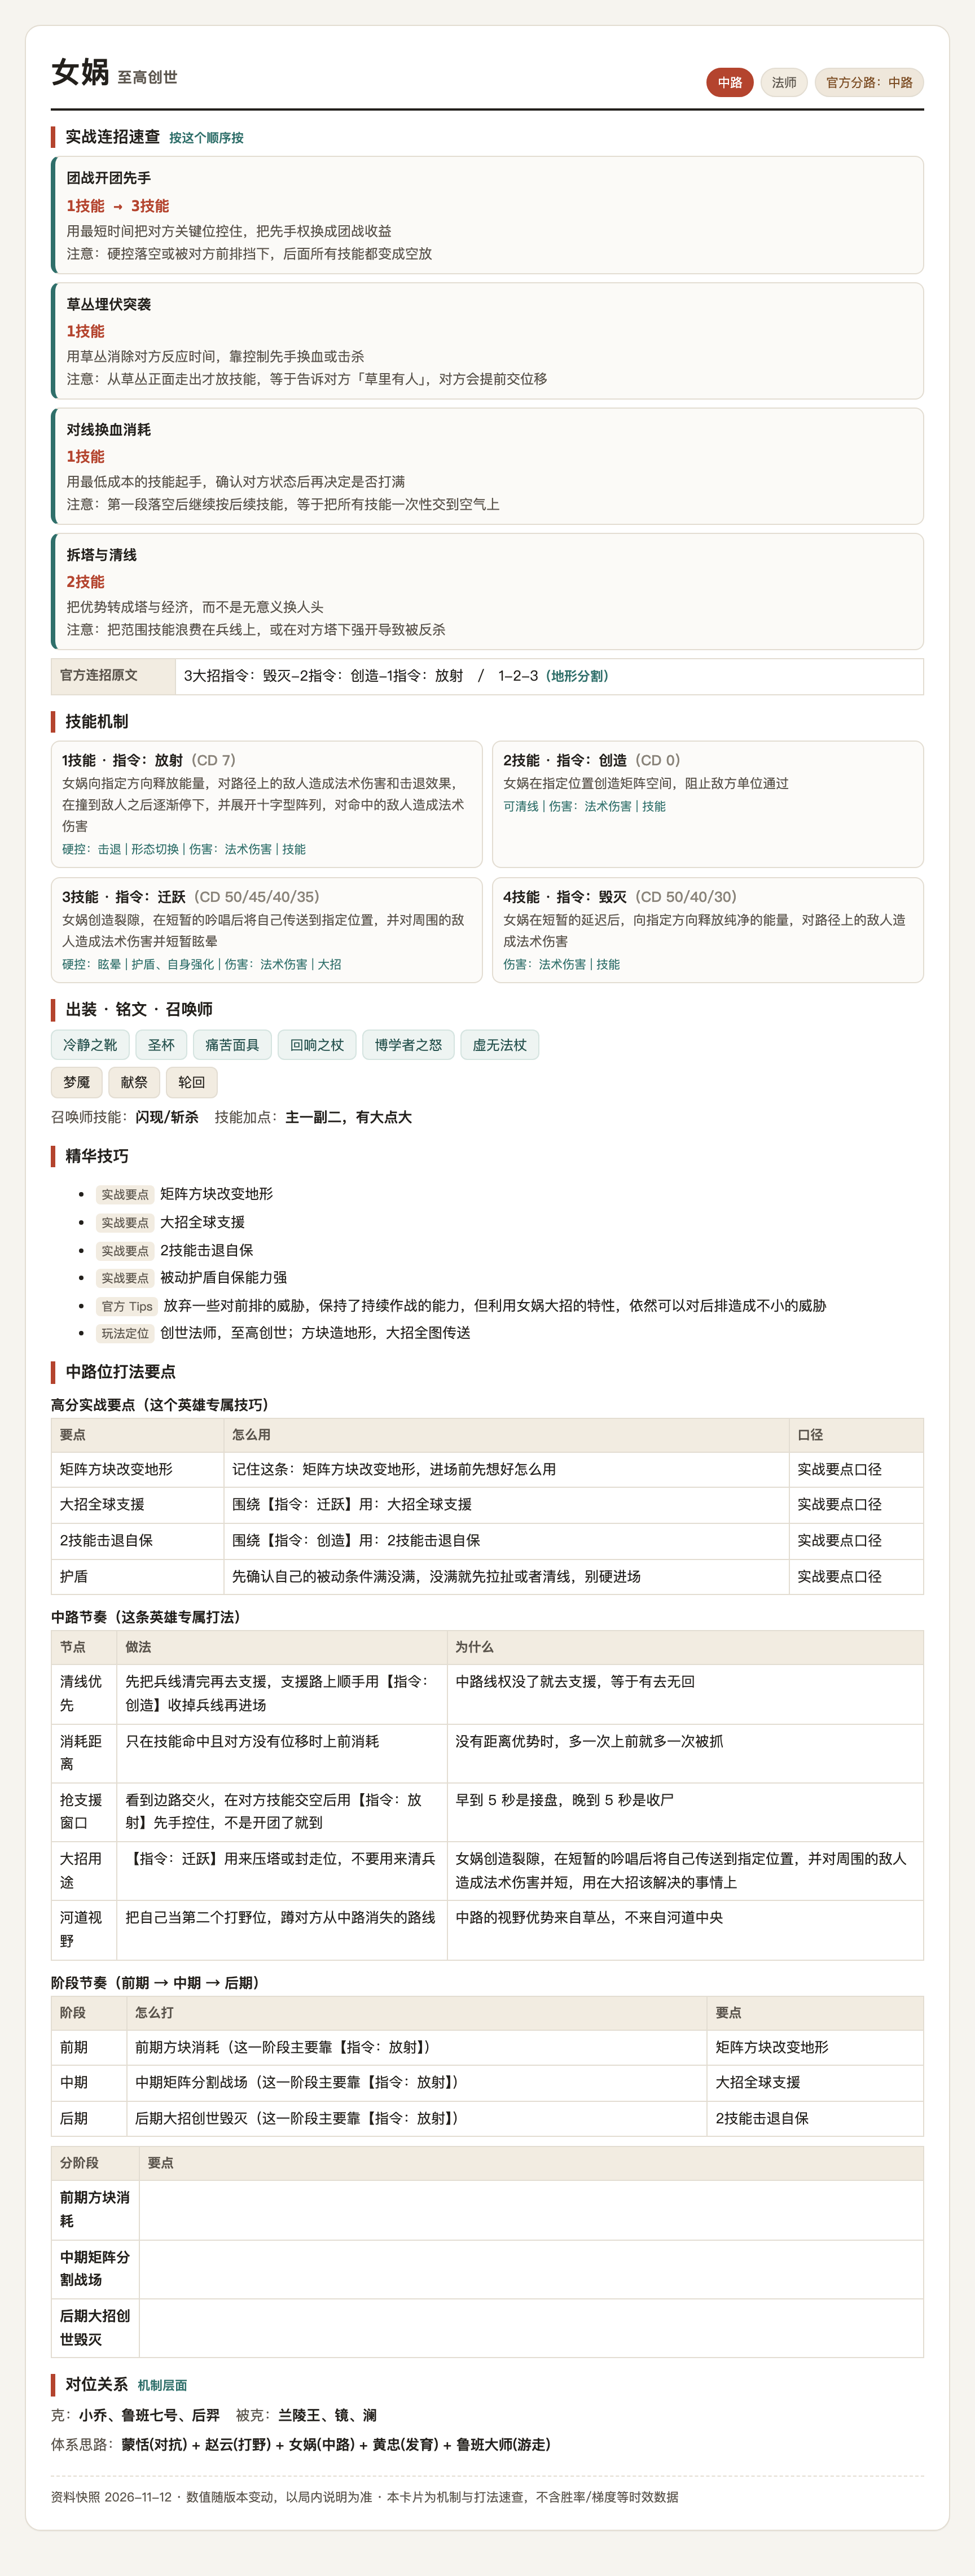 女娲 至高创世
中路 法师 官方分路：中路
实战连招速查 按这个顺序按
团战开团先手
1技能 → 3技能
用最短时间把对方关键位控住，把先手权换成团战收益
注意：硬控落空或被对方前排挡下，后面所有技能都变成空放
草丛埋伏突袭
1技能
用草丛消除对方反应时间，靠控制先手换血或击杀
注意：从草丛正面走出才放技能，等于告诉对方「草里有人」，对方会提前交位移
对线换血消耗
1技能
用最低成本的技能起手，确认对方状态后再决定是否打满
注意：第一段落空后继续按后续技能，等于把所有技能一次性交到空气上
拆塔与清线
2技能
把优势转成塔与经济，而不是无意义换人头
注意：把范围技能浪费在兵线上，或在对方塔下强开导致被反杀
官方连招原文 3大招指令：毁灭-2指令：创造-1指令：放射 / 1-2-3（地形分割）
技能机制
1技能 · 指令：放射（CD 7）
女娲向指定方向释放能量，对路径上的敌人造成法术伤害和击退效果，
在撞到敌人之后逐渐停下，并展开十字型阵列，对命中的敌人造成法术
伤害
硬控：击退 | 形态切换 | 伤害：法术伤害 | 技能
2技能 · 指令：创造（CD 0）
女娲在指定位置创造矩阵空间，阻止敌方单位通过
可清线 | 伤害：法术伤害 | 技能
3技能 · 指令：迁跃（CD 50/45/40/35）
女娲创造裂隙，在短暂的吟唱后将自己传送到指定位置，并对周围的敌
人造成法术伤害并短暂眩晕
硬控：眩晕 | 护盾、自身强化 | 伤害：法术伤害 | 大招
4技能 · 指令：毁灭（CD 50/40/30）
女娲在短暂的延迟后，向指定方向释放纯净的能量，对路径上的敌人造
成法术伤害
伤害：法术伤害 | 技能
出装 · 铭文 · 召唤师
冷静之靴 圣杯 痛苦面具 回响之杖 博学者之怒 虚无法杖
梦魇 献祭 轮回
召唤师技能：闪现/斩杀 技能加点：主一副二，有大点大
精华技巧
• 实战要点 矩阵方块改变地形
• 实战要点 大招全球支援
• 实战要点 2技能击退自保
• 实战要点 被动护盾自保能力强
• 官方 Tips 放弃一些对前排的威胁，保持了持续作战的能力，但利用女娲大招的特性，依然可以对后排造成不小的威胁
• 玩法定位 创世法师，至高创世；方块造地形，大招全图传送
中路位打法要点
高分实战要点（这个英雄专属技巧）
要点 怎么用 口径
矩阵方块改变地形 记住这条：矩阵方块改变地形，进场前先想好怎么用 实战要点口径
大招全球支援 围绕【指令：迁跃】用：大招全球支援 实战要点口径
2技能击退自保 围绕【指令：创造】用：2技能击退自保 实战要点口径
护盾 先确认自己的被动条件满没满，没满就先拉扯或者清线，别硬进场 实战要点口径
中路节奏（这条英雄专属打法）
节点 做法 为什么
清线优 先把兵线清完再去支援，支援路上顺手用【指令： 中路线权没了就去支援，等于有去无回
先 创造】收掉兵线再进场
消耗距 只在技能命中且对方没有位移时上前消耗 没有距离优势时，多一次上前就多一次被抓
离
抢支援 看到边路交火，在对方技能交空后用【指令：放 早到 5 秒是接盘，晚到 5 秒是收尸
窗口 射】先手控住，不是开团了就到
大招用 【指令：迁跃】用来压塔或封走位，不要用来清兵 女娲创造裂隙，在短暂的吟唱后将自己传送到指定位置，并对周围的敌人
途 造成法术伤害并短，用在大招该解决的事情上
河道视 把自己当第二个打野位，蹲对方从中路消失的路线 中路的视野优势来自草丛，不来自河道中央
野
阶段节奏（前期 → 中期 → 后期）
阶段 怎么打 要点
前期 前期方块消耗（这一阶段主要靠【指令：放射】） 矩阵方块改变地形
中期 中期矩阵分割战场（这一阶段主要靠【指令：放射】） 大招全球支援
后期 后期大招创世毁灭（这一阶段主要靠【指令：放射】） 2技能击退自保
分阶段 要点
前期方块消
耗
中期矩阵分
割战场
后期大招创
世毁灭
对位关系 机制层面
克：小乔、鲁班七号、后羿 被克：兰陵王、镜、澜
体系思路：蒙恬(对抗) + 赵云(打野) + 女娲(中路) + 黄忠(发育) + 鲁班大师(游走)
资料快照 2026-11-12 · 数值随版本变动，以局内说明为准 · 本卡片为机制与打法速查，不含胜率/梯度等时效数据